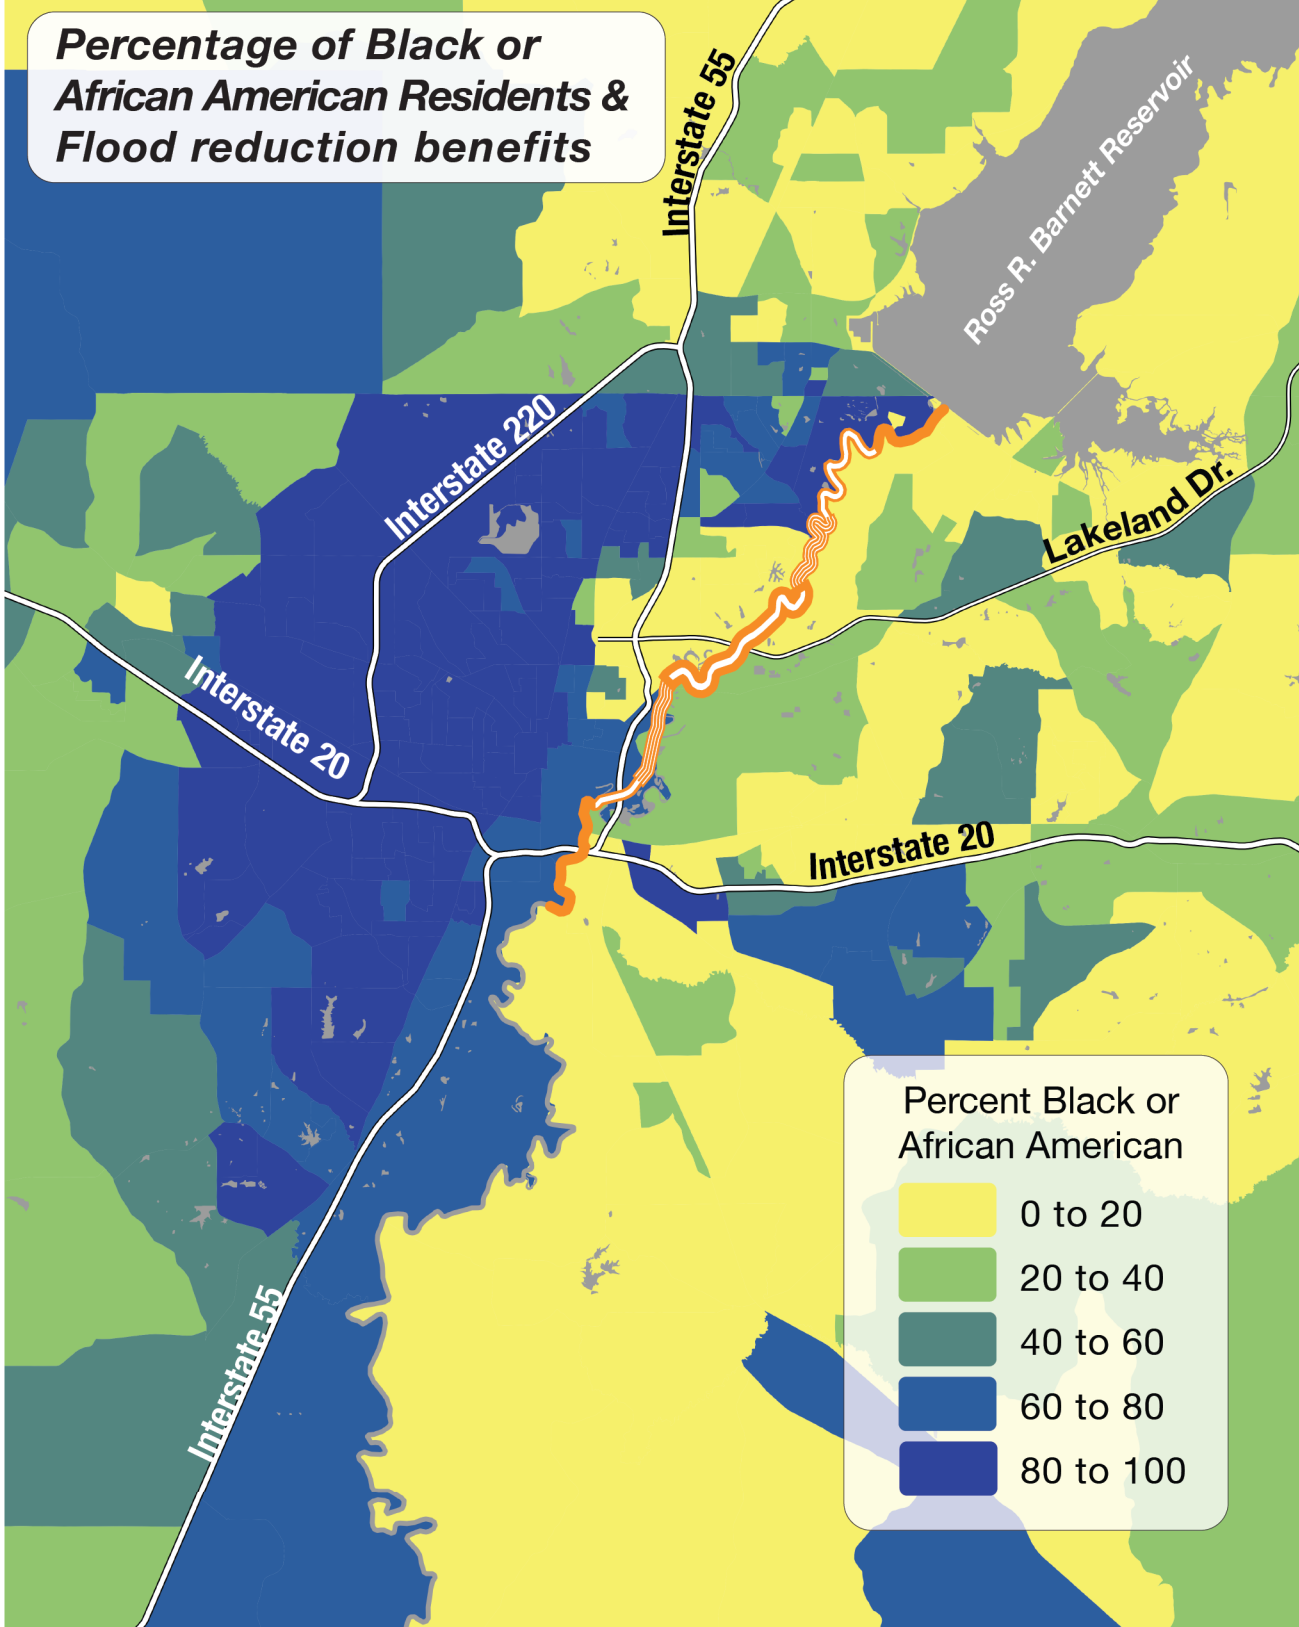 Percentage of Black or
African American Residents &
Flood reduction benefits
Interstate 55
Ross R. Barnett Reservoir
Interstate 220
Lakeland Dr.
Interstate 20
Interstate 20
Interstate 55
Percent Black or
African American
0 to 20
20 to 40
40 to 60
60 to 80
80 to 100